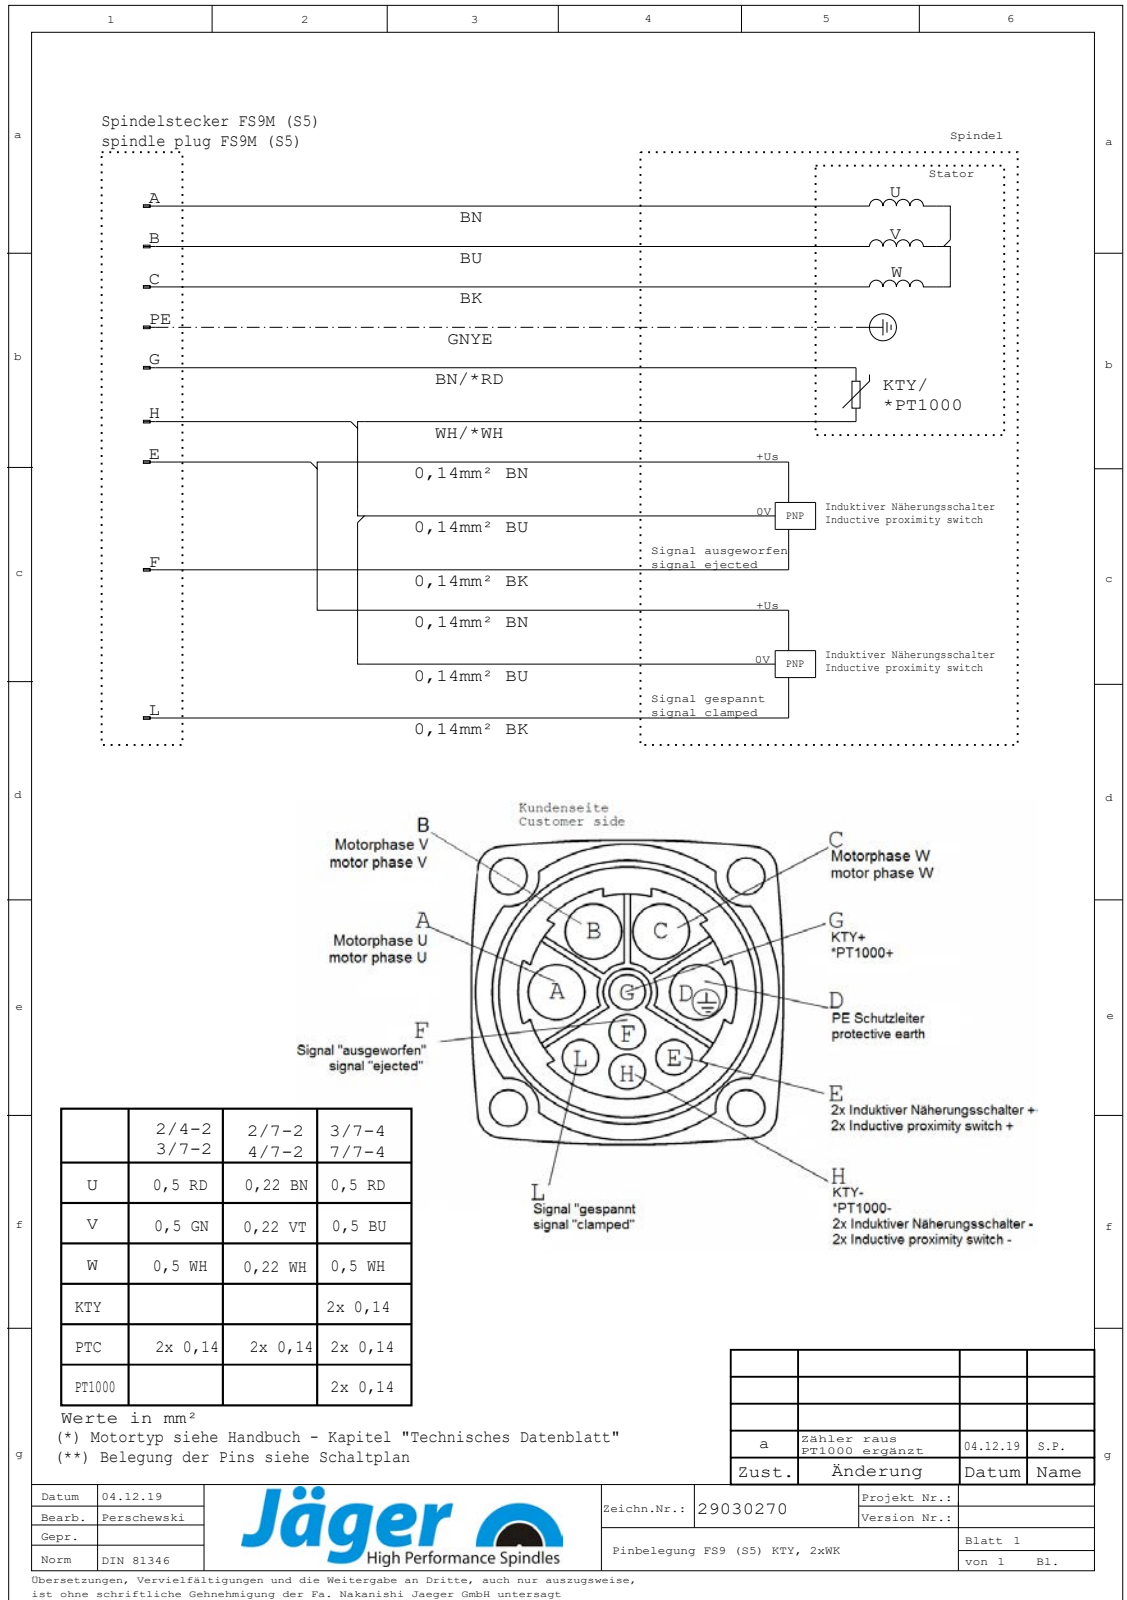 1 2 3 4 5 6
Spindelstecker FS9M (S5)
spindle plug FS9M (S5)
Spindel
Stator
a
a
A
BN
U
B
BU
V
C
BK
W
PE
GNYE
b
b
G
BN/*RD
KTY/
*PT1000
H
WH/*WH
E
+Us
0,14mm² BN
0V
PNP
Induktiver Näherungsschalter
Inductive proximity switch
0,14mm² BU
Signal ausgeworfen
signal ejected
c
c
F
0,14mm² BK
+Us
0,14mm² BN
0V
PNP
Induktiver Näherungsschalter
Inductive proximity switch
0,14mm² BU
Signal gespannt
signal clamped
L
0,14mm² BK
d
d
Kundenseite
Customer side
B
Motorphase V
motor phase V
C
Motorphase W
motor phase W
A
Motorphase U
motor phase U
G
KTY+
*PT1000+
B
C
A
G
D
F
L
E
H
D
PE Schutzleiter
protective earth
e
e
F
Signal "ausgeworfen"
signal "ejected"
E
2x Induktiver Näherungsschalter +
2x Inductive proximity switch +
L
Signal "gespannt
signal "clamped"
H
KTY-
*PT1000-
2x Induktiver Näherungsschalter -
2x Inductive proximity switch -
f
f
2/4-2 2/7-2 3/7-4
3/7-2 4/7-2 7/7-4
U 0,5 RD 0,22 BN 0,5 RD
V 0,5 GN 0,22 VT 0,5 BU
W 0,5 WH 0,22 WH 0,5 WH
KTY 2x 0,14
PTC 2x 0,14 2x 0,14 2x 0,14
PT1000 2x 0,14
Werte in mm²
(*) Motortyp siehe Handbuch - Kapitel "Technisches Datenblatt"
(**) Belegung der Pins siehe Schaltplan
g
g
a Zähler raus
PT1000 ergänzt 04.12.19 S.P.
Zust. Änderung Datum Name
Datum 04.12.19
Bearb. Perschewski
Gepr.
Norm DIN 81346
Jäger
High Performance Spindles
Zeichn.Nr.: 29030270
Projekt Nr.:
Version Nr.:
Pinbelegung FS9 (S5) KTY, 2xWK
Blatt 1
von 1 Bl.
Übersetzungen, Vervielfältigungen und die Weitergabe an Dritte, auch nur auszugsweise,
ist ohne schriftliche Gehnehmigung der Fa. Nakanishi Jaeger GmbH untersagt